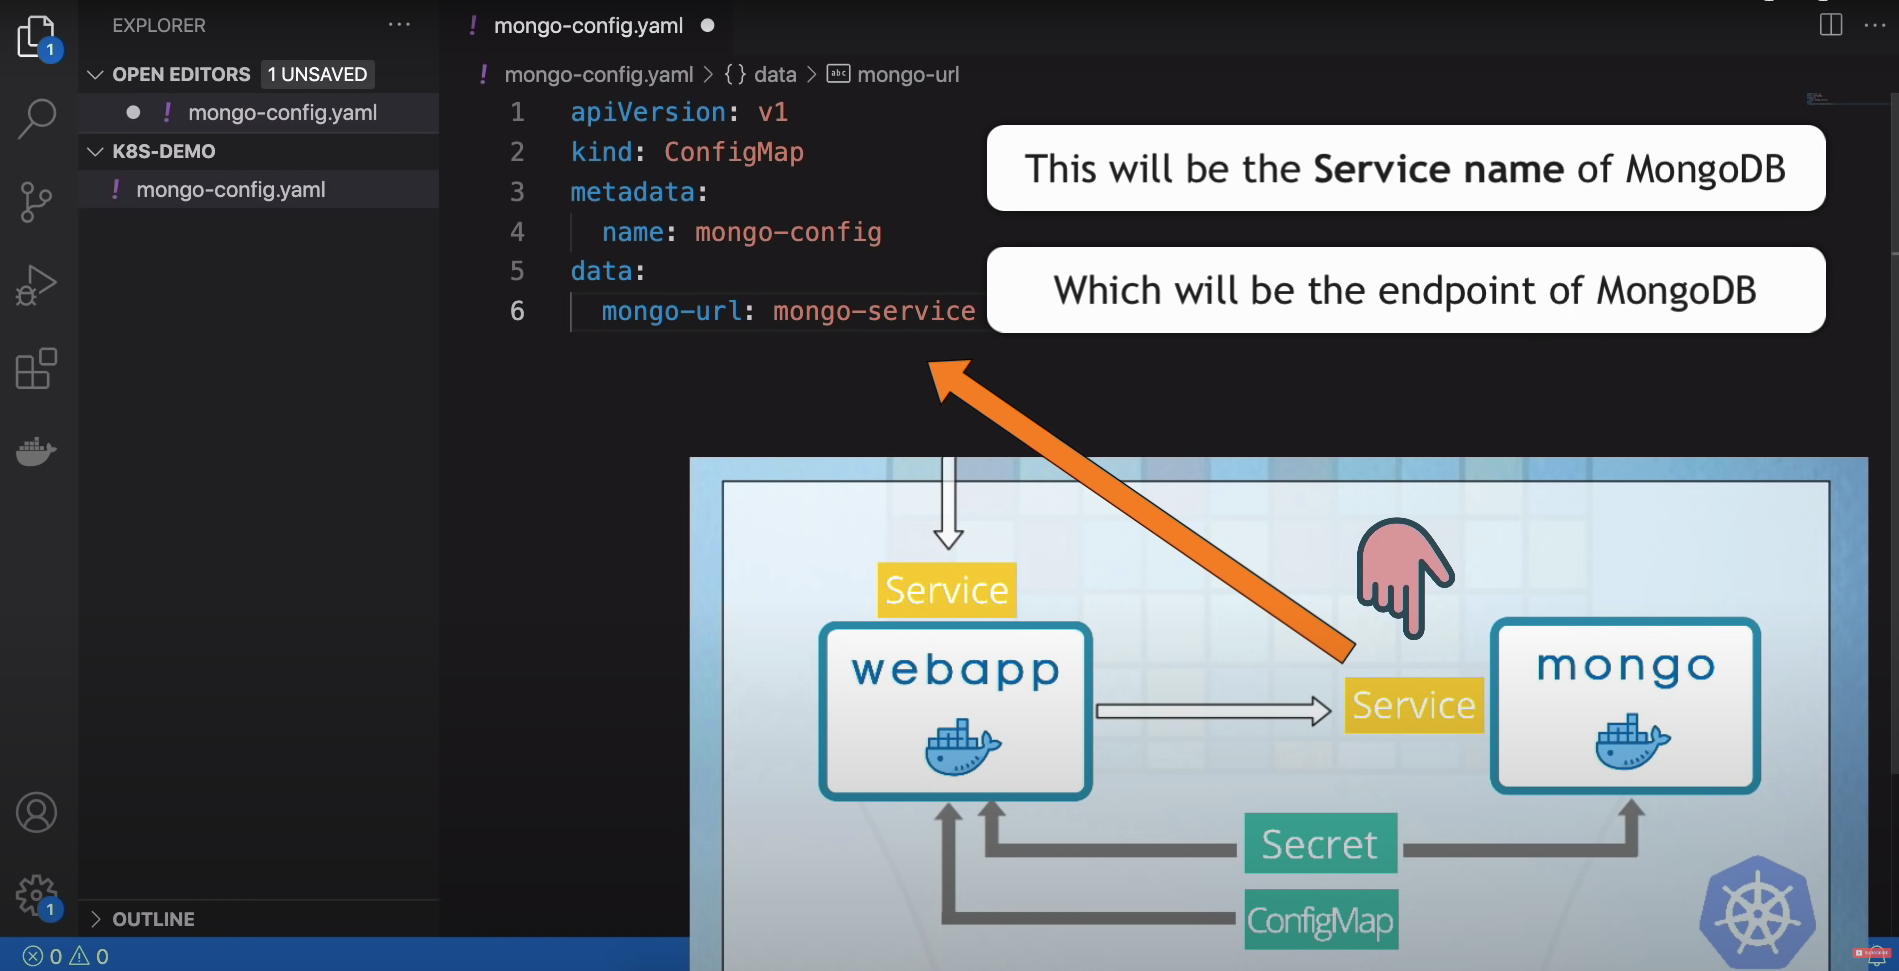 1
EXPLORER
...
OPEN EDITORS 1 UNSAVED
! mongo-config.yaml
K8S-DEMO
! mongo-config.yaml
OUTLINE
1
0 0
! mongo-config.yaml
...
! mongo-config.yaml > {} data > abc mongo-url
1 apiVersion: v1
2 kind: ConfigMap
3 metadata:
4 name: mongo-config
5 data:
6 mongo-url: mongo-service
This will be the Service name of MongoDB
Which will be the endpoint of MongoDB
Service
webapp
Service
mongo
Secret
ConfigMap